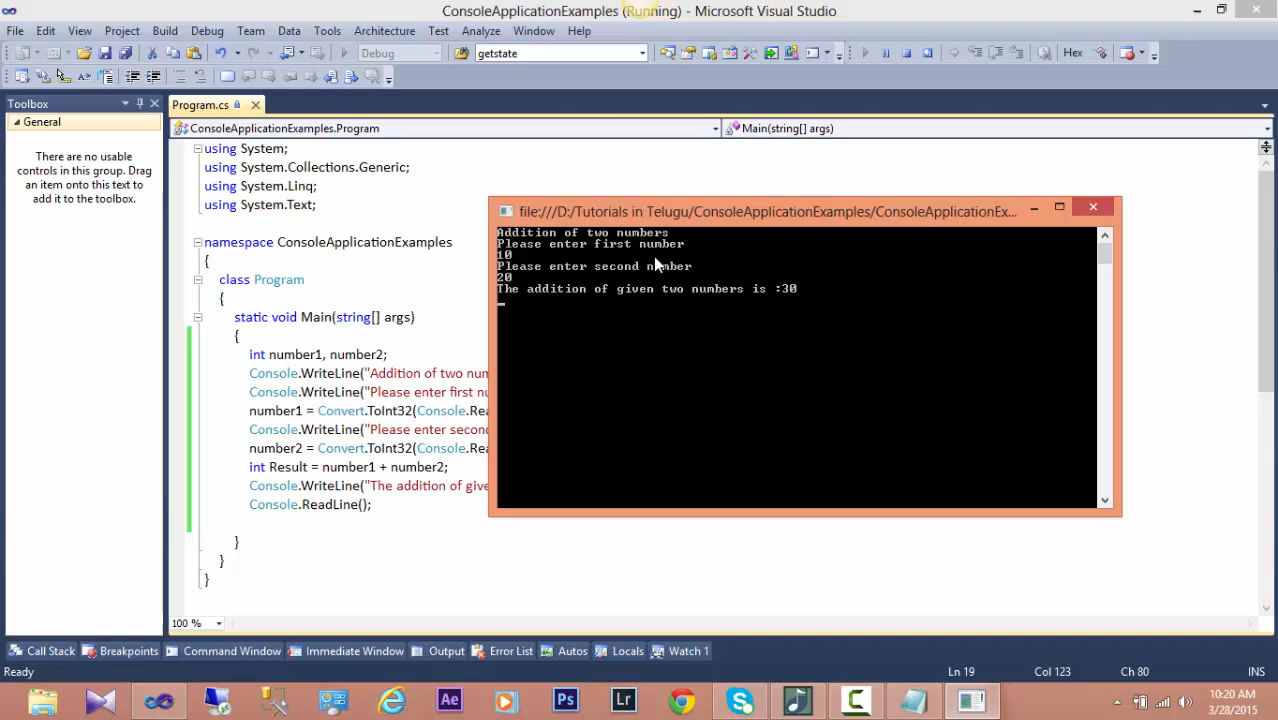 ConsoleApplicationExamples (Running) - Microsoft Visual Studio
File Edit View Project Build Debug Team Data Tools Architecture Test Analyze Window Help
Debug getstate Hex
Toolbox
General
There are no usable
controls in this group. Drag
an item onto this text to
add it to the toolbox.
Program.cs
ConsoleApplicationExamples.Program Main(string[] args)
using System;
using System.Collections.Generic;
using System.Linq;
using System.Text;
namespace ConsoleApplicationExamples
{
class Program
{
static void Main(string[] args)
{
int number1, number2;
Console.WriteLine("Addition of two num
Console.WriteLine("Please enter first nu
number1 = Convert.ToInt32(Console.Rea
Console.WriteLine("Please enter secon
number2 = Convert.ToInt32(Console.Rea
int Result = number1 + number2;
Console.WriteLine("The addition of give
Console.ReadLine();
}
}
}
file:///D:/Tutorials in Telugu/ConsoleApplicationExamples/ConsoleApplicationEx...
Addition of two numbers
Please enter first number
10
Please enter second number
20
The addition of given two numbers is :30
100 %
Call Stack Breakpoints Command Window Immediate Window Output Error List Autos Locals Watch 1
Ready Ln 19 Col 123 Ch 80 INS
Ae Ps Lr
10:20 AM
3/28/2015